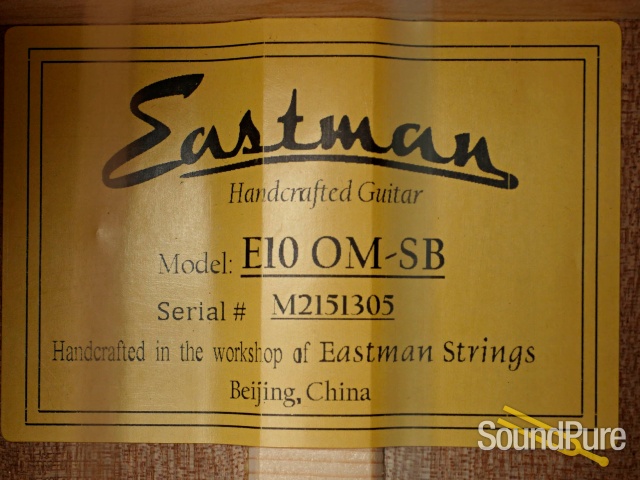 Eastman
Handcrafted Guitar
Model: E10 OM-SB
Serial # M2151305
Handcrafted in the workshop of Eastman Strings
Beijing, China
SoundPure